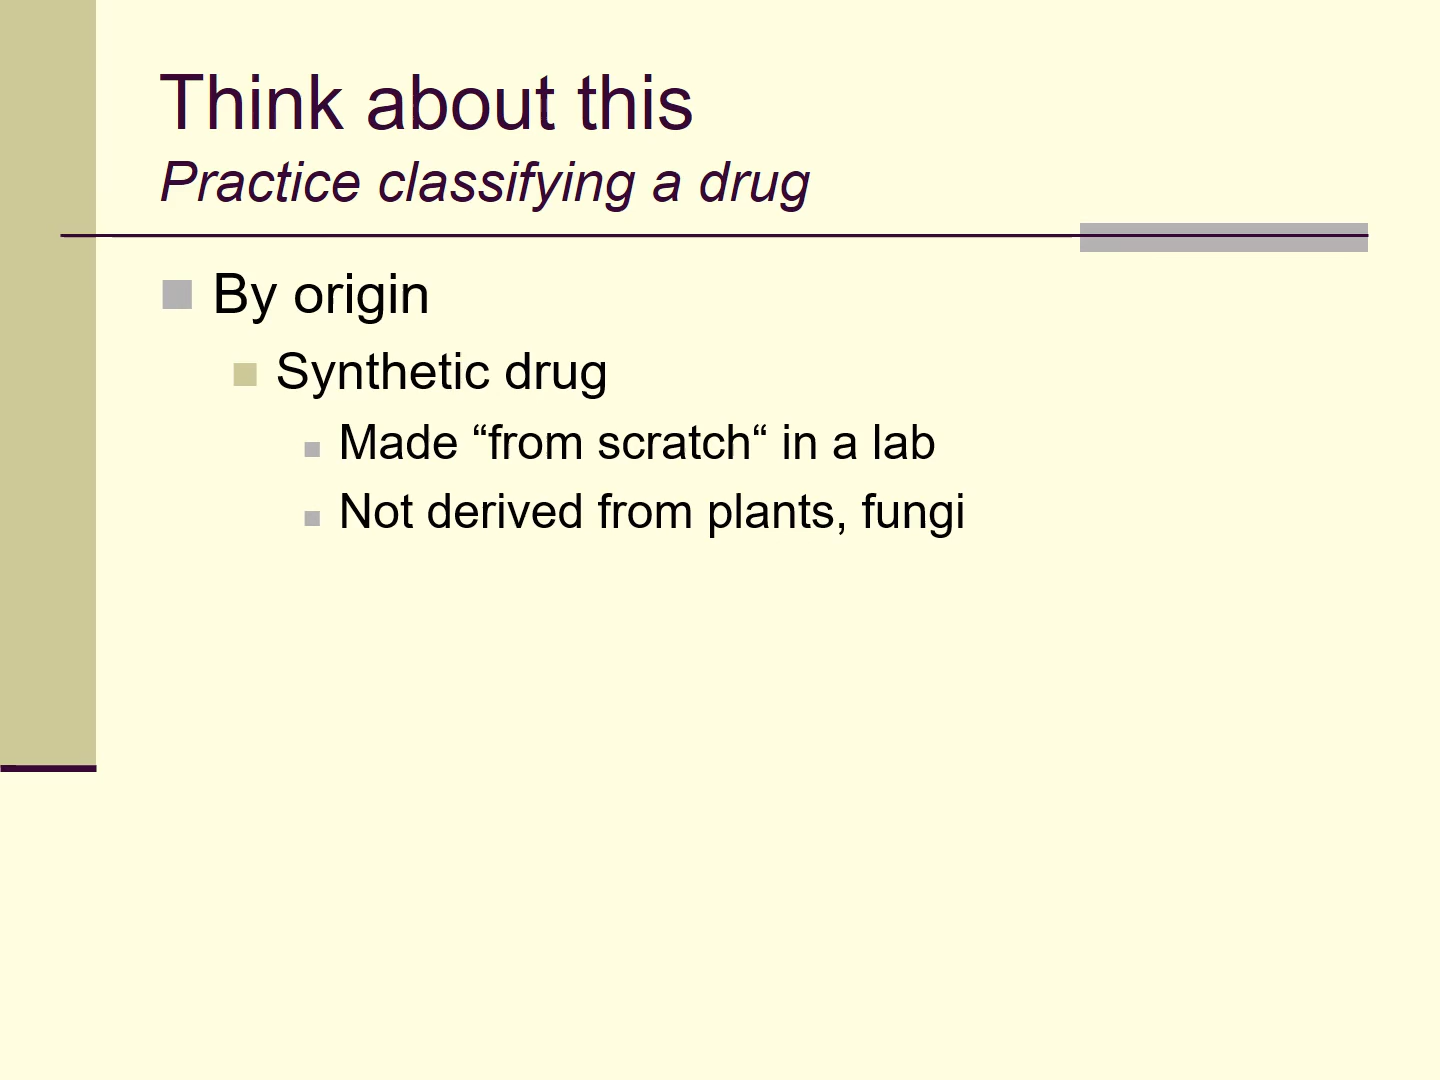 Think about this
Practice classifying a drug
By origin
Synthetic drug
Made “from scratch“ in a lab
Not derived from plants, fungi